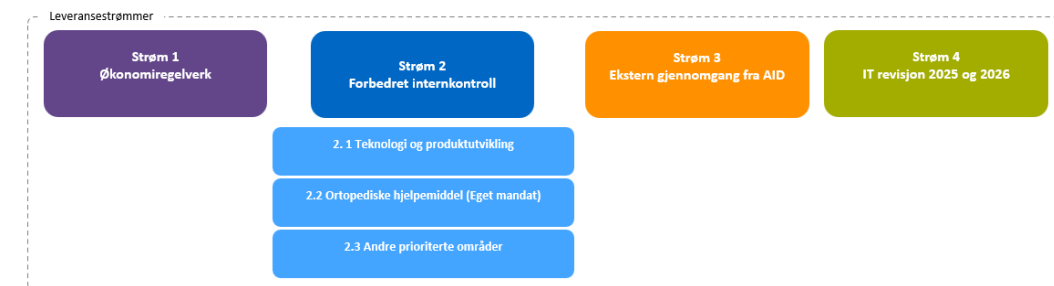 Leveransestrømmer
Strøm 1
Økonomiregelverk
Strøm 2
Forbedret internkontroll
Strøm 3
Ekstern gjennomgang fra AID
Strøm 4
IT revisjon 2025 og 2026
2. 1 Teknologi og produktutvikling
2.2 Ortopediske hjelpemiddel (Eget mandat)
2.3 Andre prioriterte områder